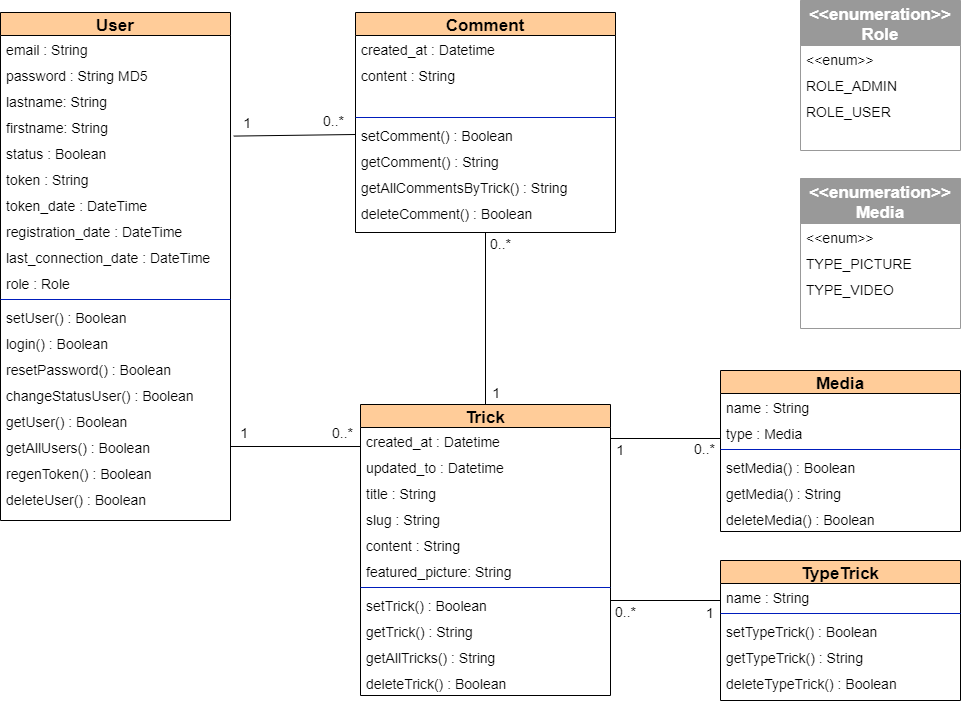 User
email : String
password : String MD5
lastname: String
firstname: String
status : Boolean
token : String
token_date : DateTime
registration_date : DateTime
last_connection_date : DateTime
role : Role
setUser() : Boolean
login() : Boolean
resetPassword() : Boolean
changeStatusUser() : Boolean
getUser() : Boolean
getAllUsers() : Boolean
regenToken() : Boolean
deleteUser() : Boolean
1
0..*
Comment
created_at : Datetime
content : String
setComment() : Boolean
getComment() : String
getAllCommentsByTrick() : String
deleteComment() : Boolean
0..*
1
1
0..*
Trick
created_at : Datetime
updated_to : Datetime
title : String
slug : String
content : String
featured_picture: String
setTrick() : Boolean
getTrick() : String
getAllTricks() : String
deleteTrick() : Boolean
<<enumeration>>
Role
<<enum>>
ROLE_ADMIN
ROLE_USER
<<enumeration>>
Media
<<enum>>
TYPE_PICTURE
TYPE_VIDEO
1
0..*
Media
name : String
type : Media
setMedia() : Boolean
getMedia() : String
deleteMedia() : Boolean
0..*
1
TypeTrick
name : String
setTypeTrick() : Boolean
getTypeTrick() : String
deleteTypeTrick() : Boolean